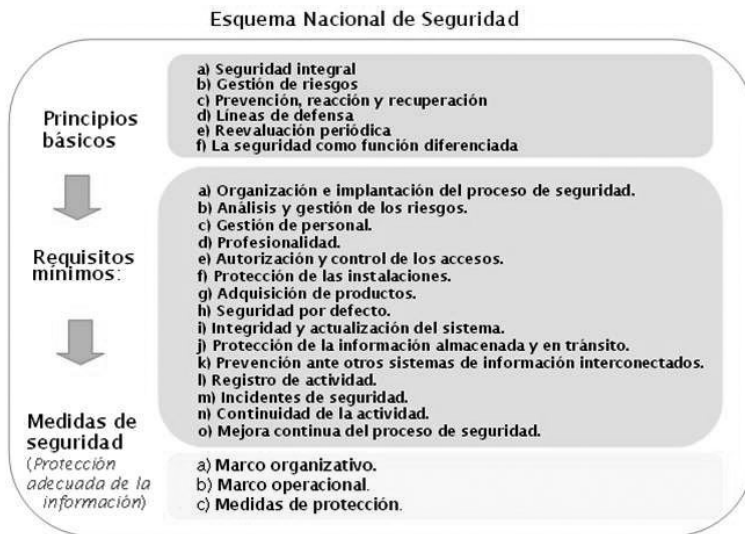 Esquema Nacional de Seguridad
Principios
básicos
a) Seguridad integral
b) Gestión de riesgos
c) Prevención, reacción y recuperación
d) Líneas de defensa
e) Reevaluación periódica
f) La seguridad como función diferenciada
Requisitos
mínimos:
a) Organización e implantación del proceso de seguridad.
b) Análisis y gestión de los riesgos.
c) Gestión de personal.
d) Profesionalidad.
e) Autorización y control de los accesos.
f) Protección de las instalaciones.
g) Adquisición de productos.
h) Seguridad por defecto.
i) Integridad y actualización del sistema.
j) Protección de la información almacenada y en tránsito.
k) Prevención ante otros sistemas de información interconectados.
l) Registro de actividad.
m) Incidentes de seguridad.
n) Continuidad de la actividad.
o) Mejora continua del proceso de seguridad.
Medidas de
seguridad
(Protección
adecuada de la
información)
a) Marco organizativo.
b) Marco operacional.
c) Medidas de protección.